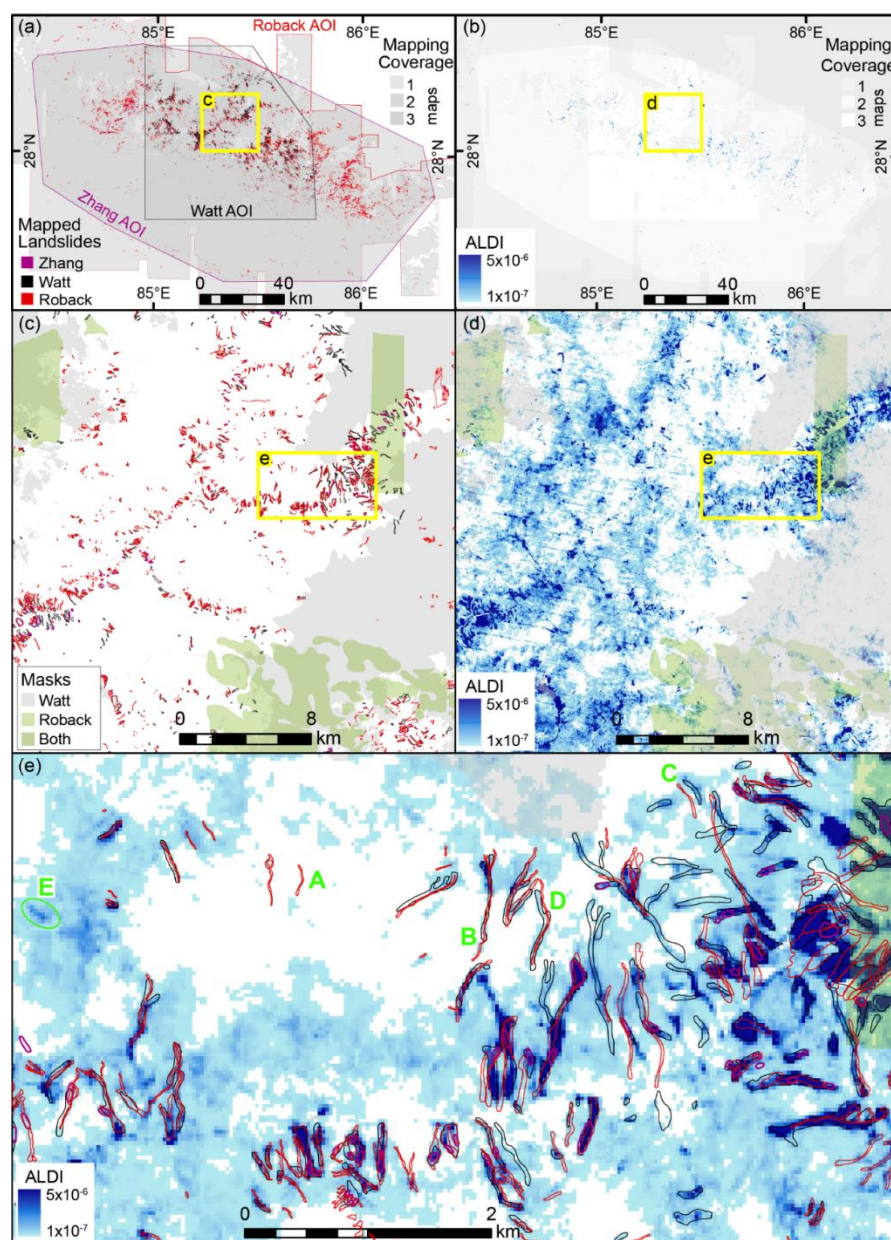 (a)
85°E
Roback AOI
86°E
Mapping
Coverage
1
2
3
maps
c
28°N
28°N
Zhang AOI
Watt AOI
Mapped
Landslides
Zhang
Watt
Roback
0 40
km
85°E
86°E
(b)
85°E
86°E
Mapping
Coverage
1
2
3
maps
d
28°N
28°N
ALDI
5x10-6
1x10-7
0 40
km
85°E
86°E
(c)
e
Masks
Watt
Roback
Both
0 8
km
(d)
e
ALDI
5x10-6
1x10-7
0 8
km
(e)
C
E
A
D
B
ALDI
5x10-6
1x10-7
0 2
km